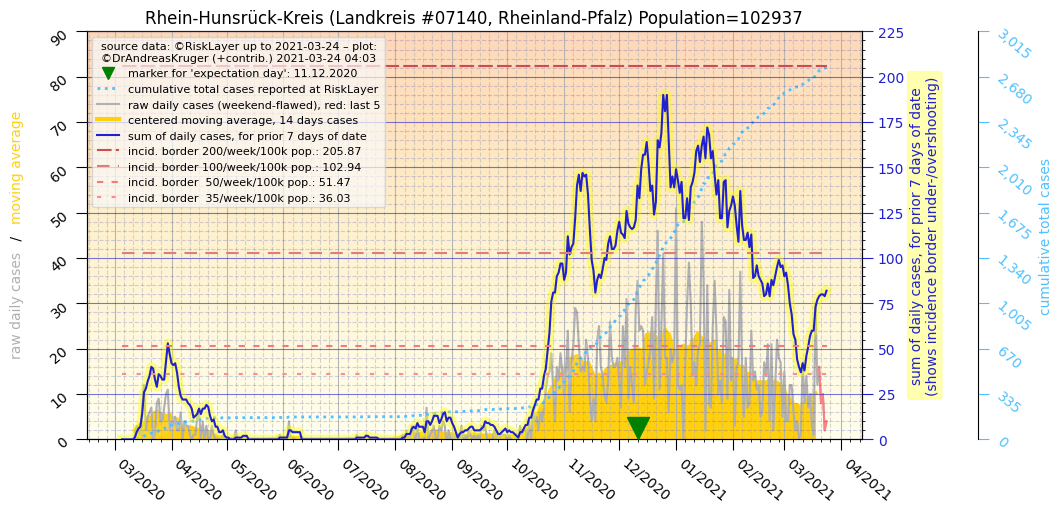 Rhein-Hunsrück-Kreis (Landkreis #07140, Rheinland-Pfalz) Population=102937
source data: ©RiskLayer up to 2021-03-24 – plot:
©DrAndreasKruger (+contrib.) 2021-03-24 04:03
marker for 'expectation day': 11.12.2020
cumulative total cases reported at RiskLayer
raw daily cases (weekend-flawed), red: last 5
centered moving average, 14 days cases
sum of daily cases, for prior 7 days of date
incid. border 200/week/100k pop.: 205.87
incid. border 100/week/100k pop.: 102.94
incid. border  50/week/100k pop.: 51.47
incid. border  35/week/100k pop.: 36.03
raw daily cases / moving average
90
80
70
60
50
40
30
20
10
0
03/2020
04/2020
05/2020
06/2020
07/2020
08/2020
09/2020
10/2020
11/2020
12/2020
01/2021
02/2021
03/2021
04/2021
225
200
175
150
125
100
75
50
25
0
sum of daily cases, for prior 7 days of date
(shows incidence border under-/overshooting)
3,015
2,680
2,345
2,010
1,675
1,340
1,005
670
335
0
cumulative total cases